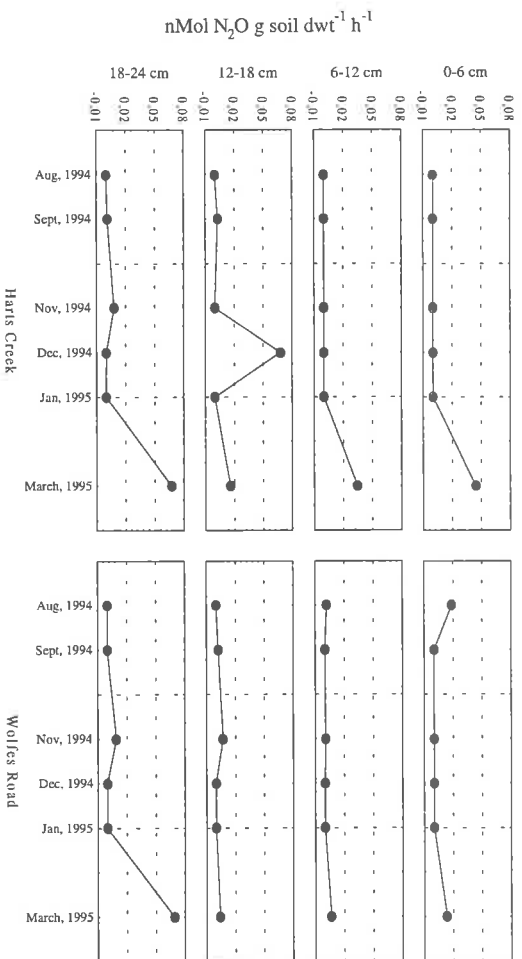 nMol N₂O g soil dwt⁻¹ h⁻¹
18-24 cm 12-18 cm 6-12 cm 0-6 cm
-0.01 0.02 0.05 0.08 -0.01 0.02 0.05 0.08 -0.01 0.02 0.05 0.08 -0.01 0.02 0.05 0.08
Aug, 1994
Sept, 1994
Nov, 1994
Dec, 1994
Jan, 1995
March, 1995
Harts Creek
Aug, 1994
Sept, 1994
Nov, 1994
Dec, 1994
Jan, 1995
March, 1995
Wolfes Road